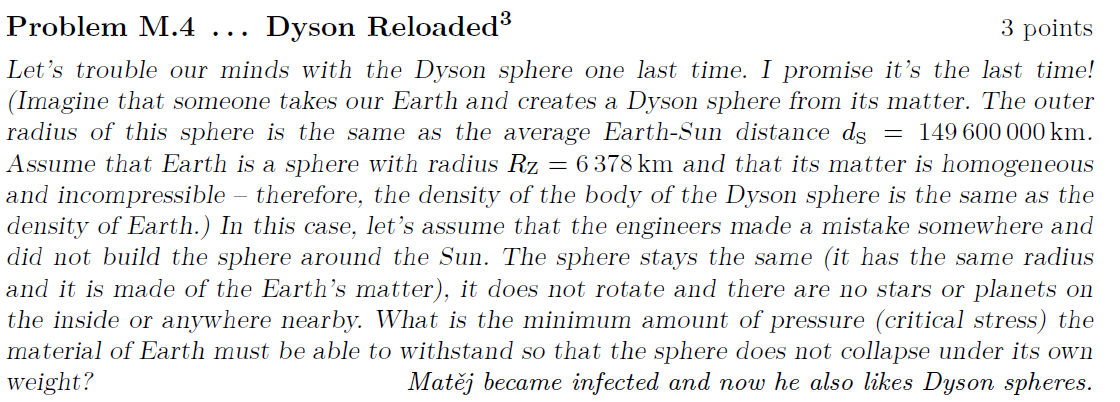 Problem M.4 ... Dyson Reloaded³ 3 points
Let's trouble our minds with the Dyson sphere one last time. I promise it's the last time!
(Imagine that someone takes our Earth and creates a Dyson sphere from its matter. The outer
radius of this sphere is the same as the average Earth-Sun distance d_S = 149 600 000 km.
Assume that Earth is a sphere with radius R_Z = 6 378 km and that its matter is homogeneous
and incompressible – therefore, the density of the body of the Dyson sphere is the same as the
density of Earth.) In this case, let's assume that the engineers made a mistake somewhere and
did not build the sphere around the Sun. The sphere stays the same (it has the same radius
and it is made of the Earth's matter), it does not rotate and there are no stars or planets on
the inside or anywhere nearby. What is the minimum amount of pressure (critical stress) the
material of Earth must be able to withstand so that the sphere does not collapse under its own
weight? Matěj became infected and now he also likes Dyson spheres.